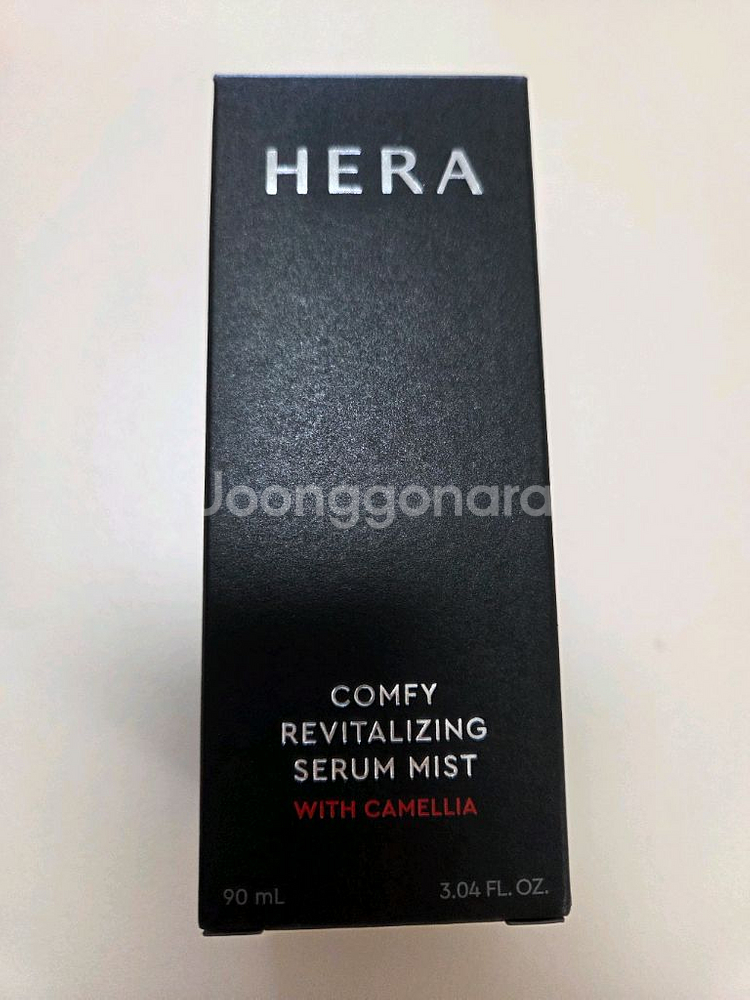 HERA
Joonggonara
COMFY
REVITALIZING
SERUM MIST
WITH CAMELLIA
90 mL
3.04 FL. OZ.